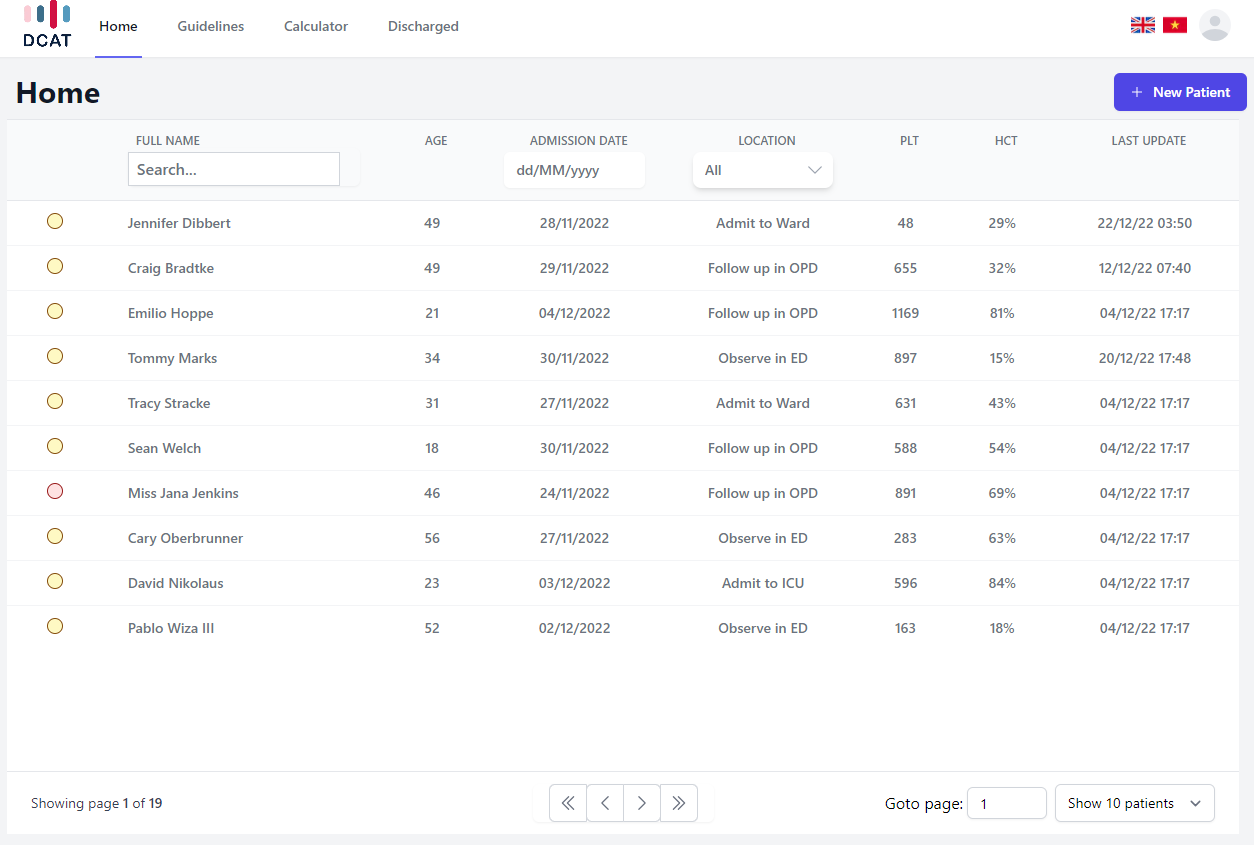 DCAT Home Guidelines Calculator Discharged
Home
+ New Patient
FULL NAME AGE ADMISSION DATE LOCATION PLT HCT LAST UPDATE
Search... dd/MM/yyyy All
Jennifer Dibbert 49 28/11/2022 Admit to Ward 48 29% 22/12/22 03:50
Craig Bradtke 49 29/11/2022 Follow up in OPD 655 32% 12/12/22 07:40
Emilio Hoppe 21 04/12/2022 Follow up in OPD 1169 81% 04/12/22 17:17
Tommy Marks 34 30/11/2022 Observe in ED 897 15% 20/12/22 17:48
Tracy Stracke 31 27/11/2022 Admit to Ward 631 43% 04/12/22 17:17
Sean Welch 18 30/11/2022 Follow up in OPD 588 54% 04/12/22 17:17
Miss Jana Jenkins 46 24/11/2022 Follow up in OPD 891 69% 04/12/22 17:17
Cary Oberbrunner 56 27/11/2022 Observe in ED 283 63% 04/12/22 17:17
David Nikolaus 23 03/12/2022 Admit to ICU 596 84% 04/12/22 17:17
Pablo Wiza III 52 02/12/2022 Observe in ED 163 18% 04/12/22 17:17
Showing page 1 of 19 Goto page: 1 Show 10 patients